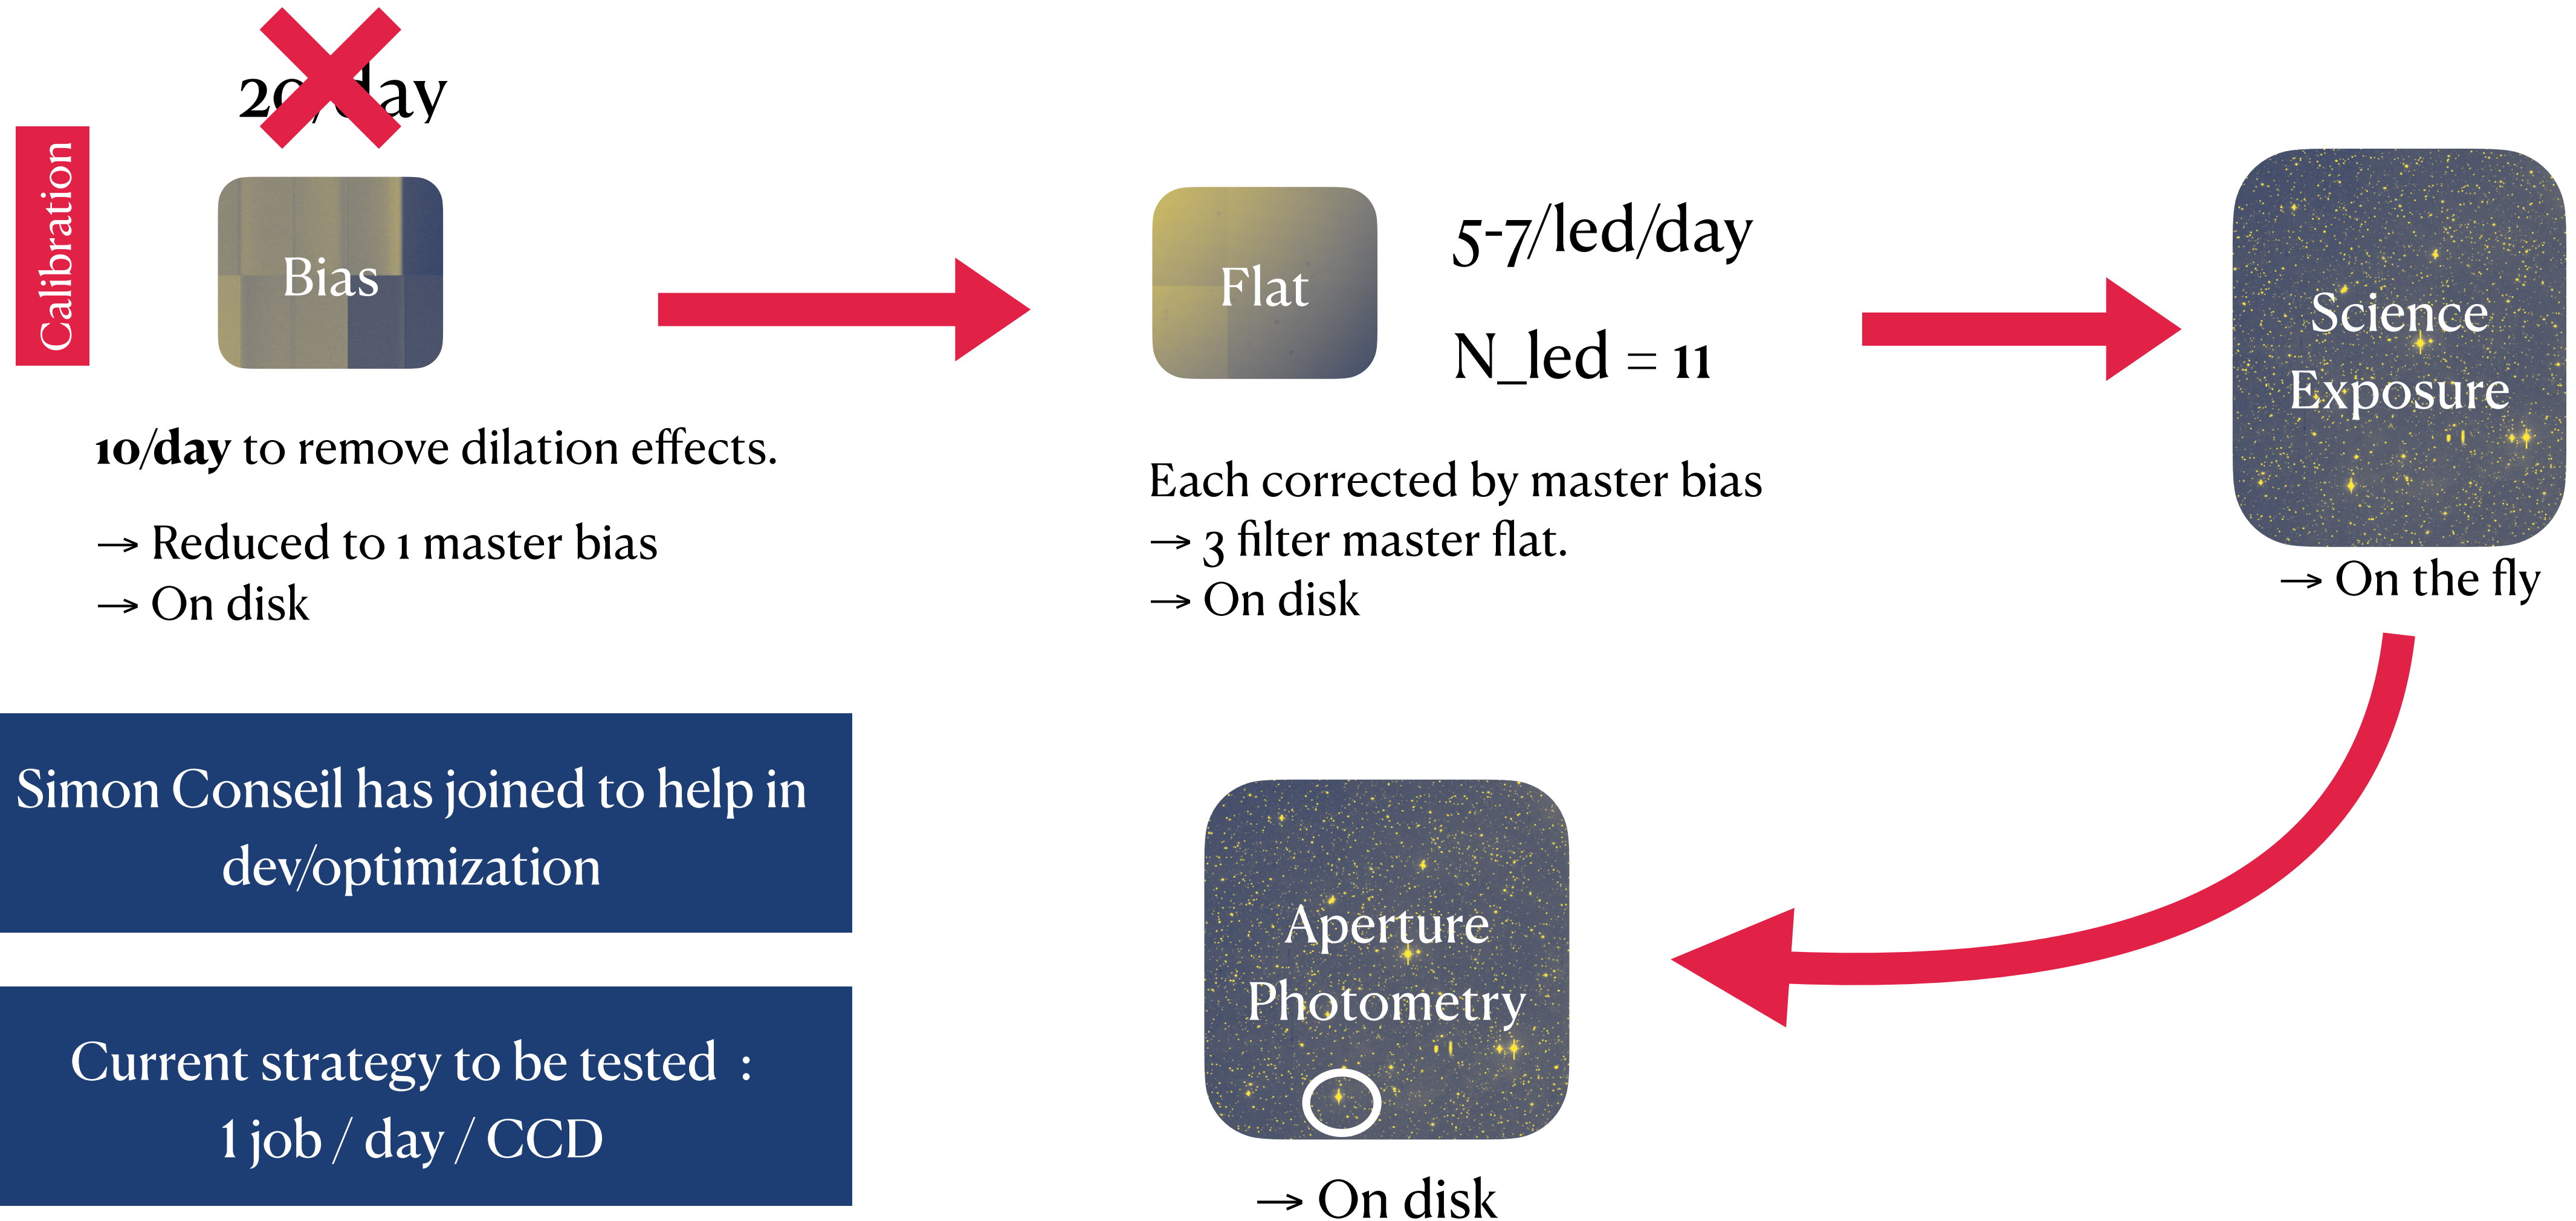 20/day
Calibration
Bias
10/day to remove dilation effects.
→ Reduced to 1 master bias
→ On disk
Flat
5-7/led/day
N_led = 11
Each corrected by master bias
→ 3 filter master flat.
→ On disk
Science
Exposure
→ On the fly
Simon Conseil has joined to help in
dev/optimization
Current strategy to be tested :
1 job / day / CCD
Aperture
Photometry
→ On disk